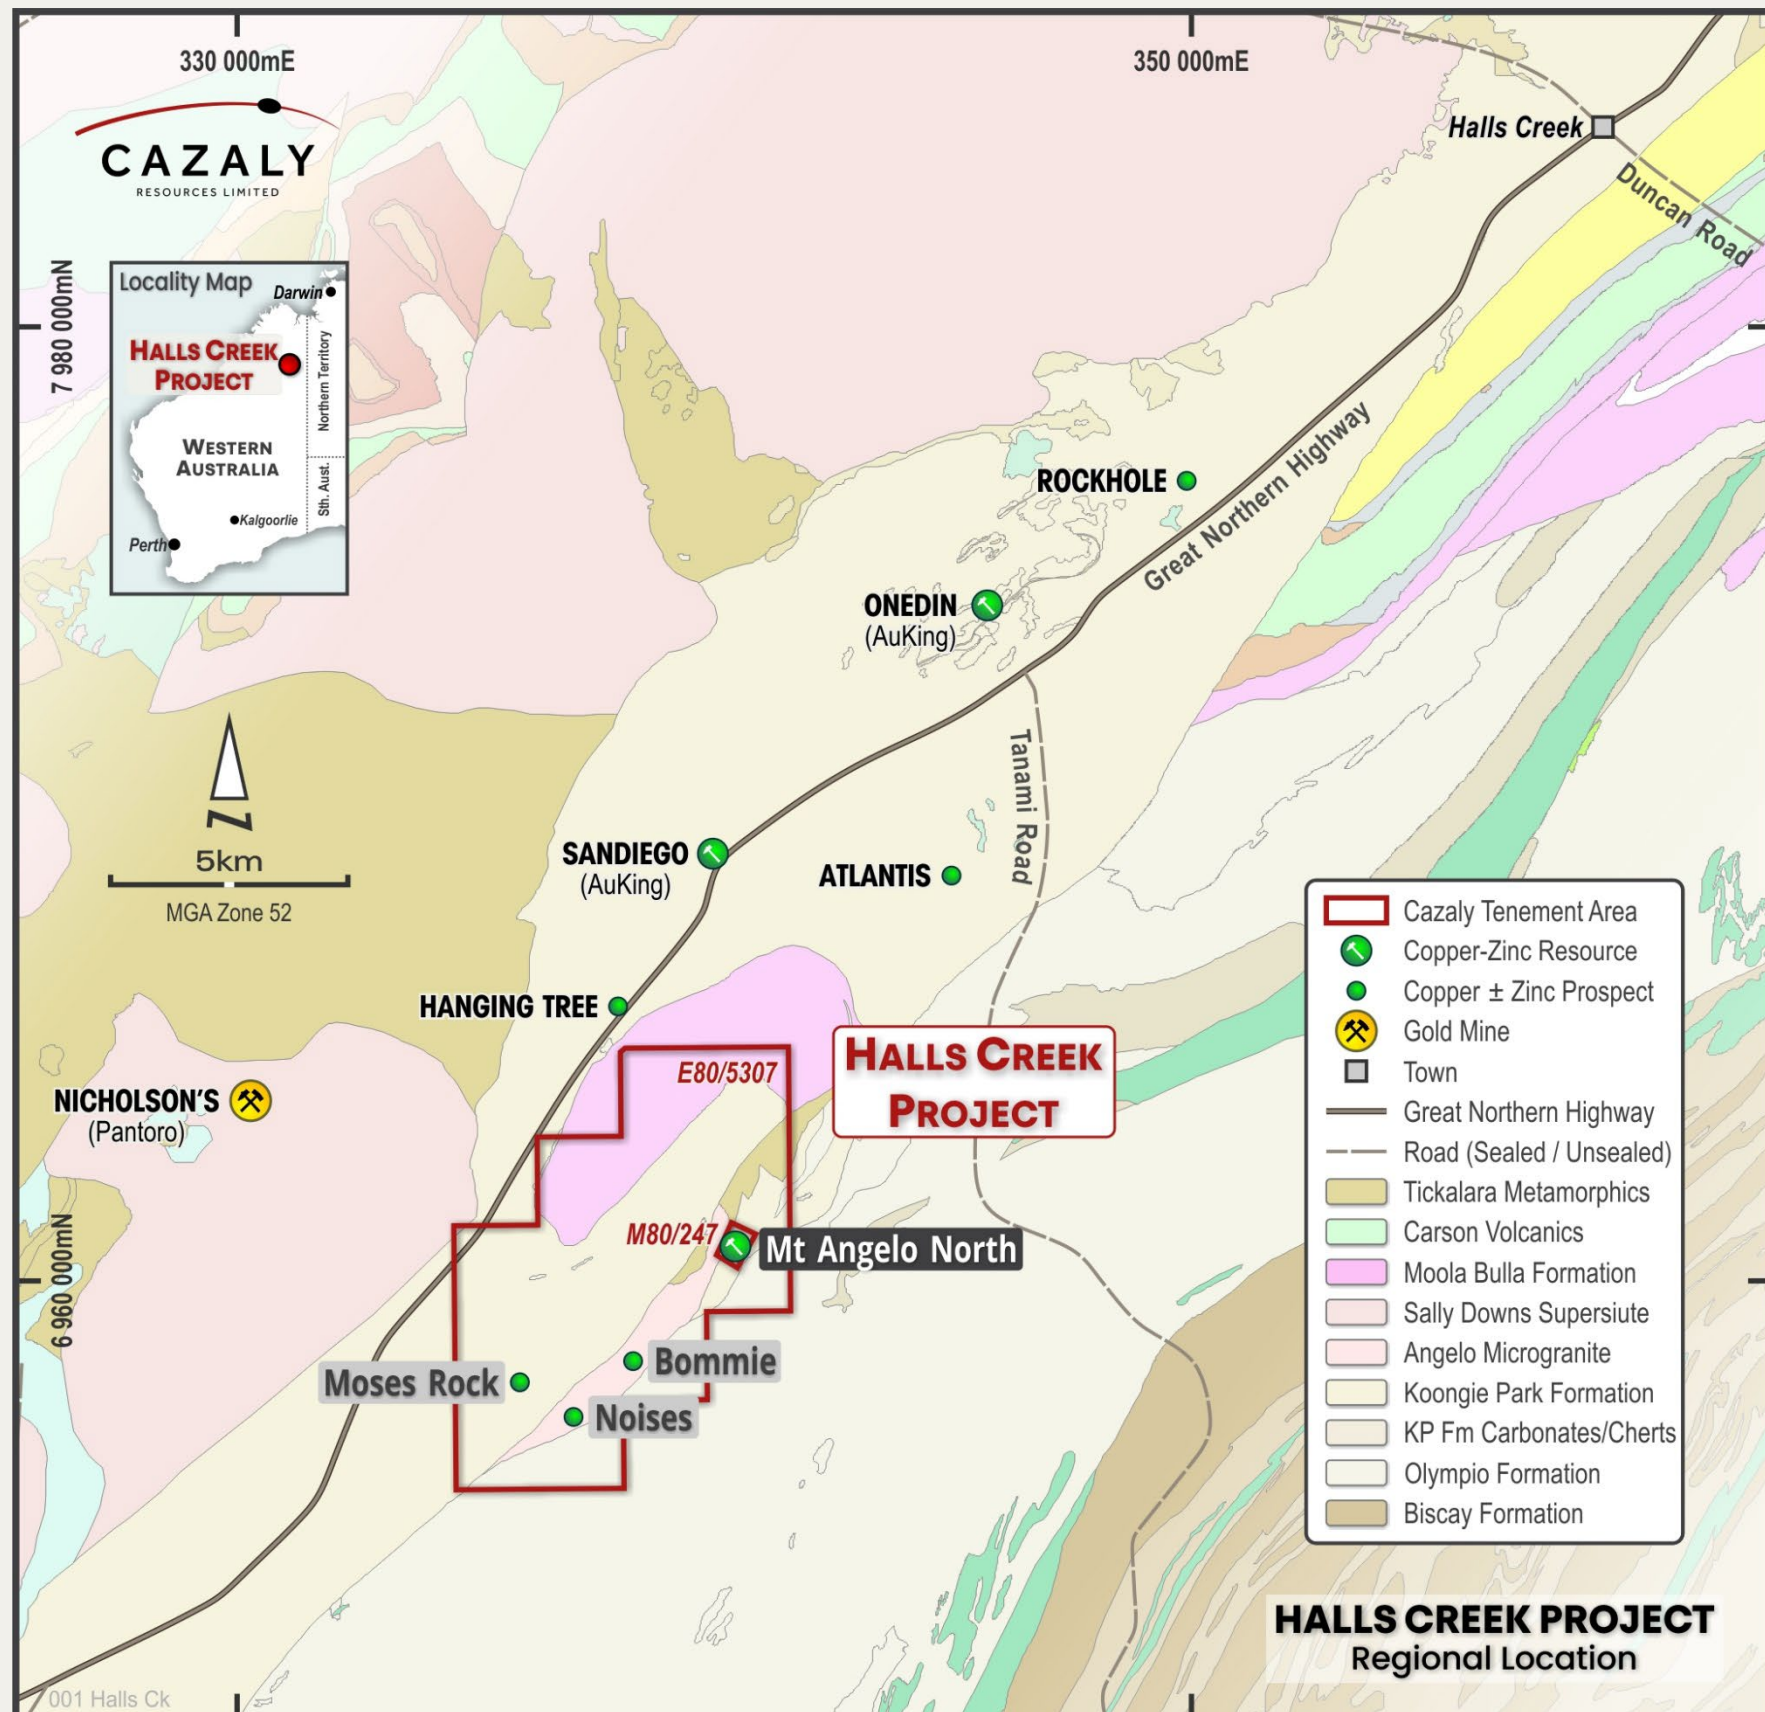 330 000mE
350 000mE
CAZALY
RESOURCES LIMITED
Halls Creek
Duncan Road
7 980 000mN
Locality Map
Darwin
HALLS CREEK
PROJECT
Northern Territory
WESTERN
AUSTRALIA
Sth. Aust.
Kalgoorlie
Perth
Great Northern Highway
ROCKHOLE
ONEDIN
(AuKing)
Tanami Road
N
5km
MGA Zone 52
SANDIEGO
(AuKing)
ATLANTIS
HANGING TREE
HALLS CREEK
PROJECT
E80/5307
NICHOLSON'S
(Pantoro)
M80/247
Mt Angelo North
6 960 000mN
Bommie
Moses Rock
Noises
Cazaly Tenement Area
Copper-Zinc Resource
Copper ± Zinc Prospect
Gold Mine
Town
Great Northern Highway
Road (Sealed / Unsealed)
Tickalara Metamorphics
Carson Volcanics
Moola Bulla Formation
Sally Downs Supersiute
Angelo Microgranite
Koongie Park Formation
KP Fm Carbonates/Cherts
Olympio Formation
Biscay Formation
HALLS CREEK PROJECT
Regional Location
001 Halls Ck